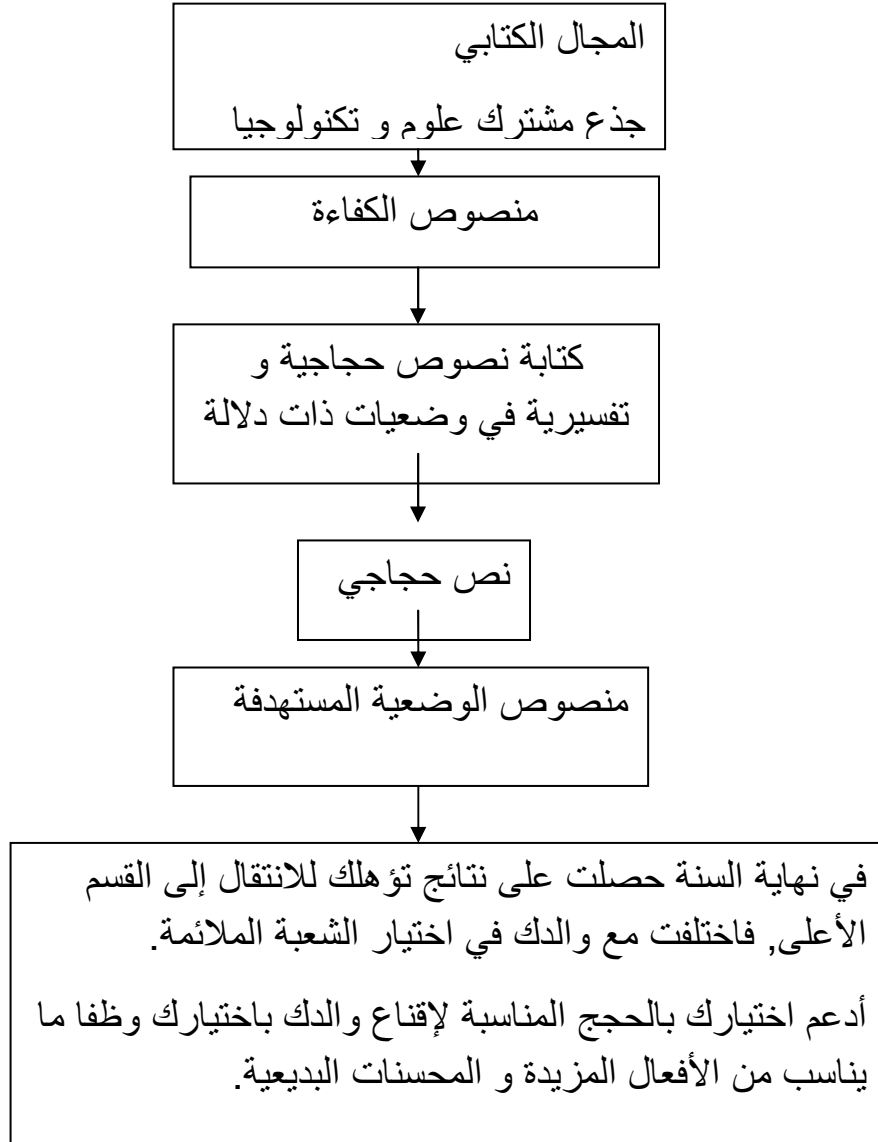 المجال الكتابي
جذع مشترك علوم و تكنولوجيا
منصوص الكفاءة
كتابة نصوص حجاجية و
تفسيرية في وضعيات ذات دلالة
نص حجاجي
منصوص الوضعية المستهدفة
في نهاية السنة حصلت على نتائج تؤهلك للانتقال إلى القسم
الأعلى, فاختلفت مع والدك في اختيار الشعبة الملائمة.
أدعم اختيارك بالحجج المناسبة لإقناع والدك باختيارك وظفا ما
يناسب من الأفعال المزيدة و المحسنات البديعية.